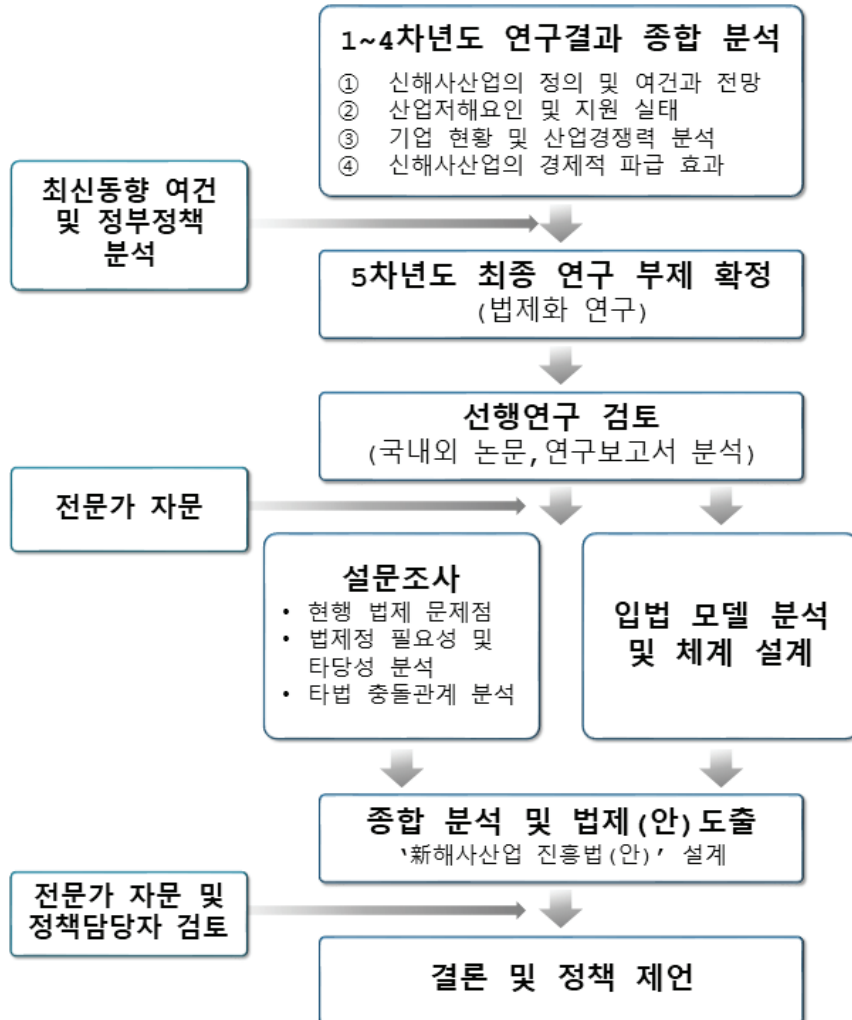 1~4차년도 연구결과 종합 분석
① 신해사산업의 정의 및 여건과 전망
② 산업저해요인 및 지원 실태
③ 기업 현황 및 산업경쟁력 분석
④ 신해사산업의 경제적 파급 효과
최신동향 여건
및 정부정책
분석
5차년도 최종 연구 부제 확정
(법제화 연구)
선행연구 검토
(국내외 논문,연구보고서 분석)
전문가 자문
설문조사
• 현행 법제 문제점
• 법제정 필요성 및
타당성 분석
• 타법 충돌관계 분석
입법 모델 분석
및 체계 설계
종합 분석 및 법제(안)도출
‘新해사산업 진흥법(안)’ 설계
전문가 자문 및
정책담당자 검토
결론 및 정책 제언